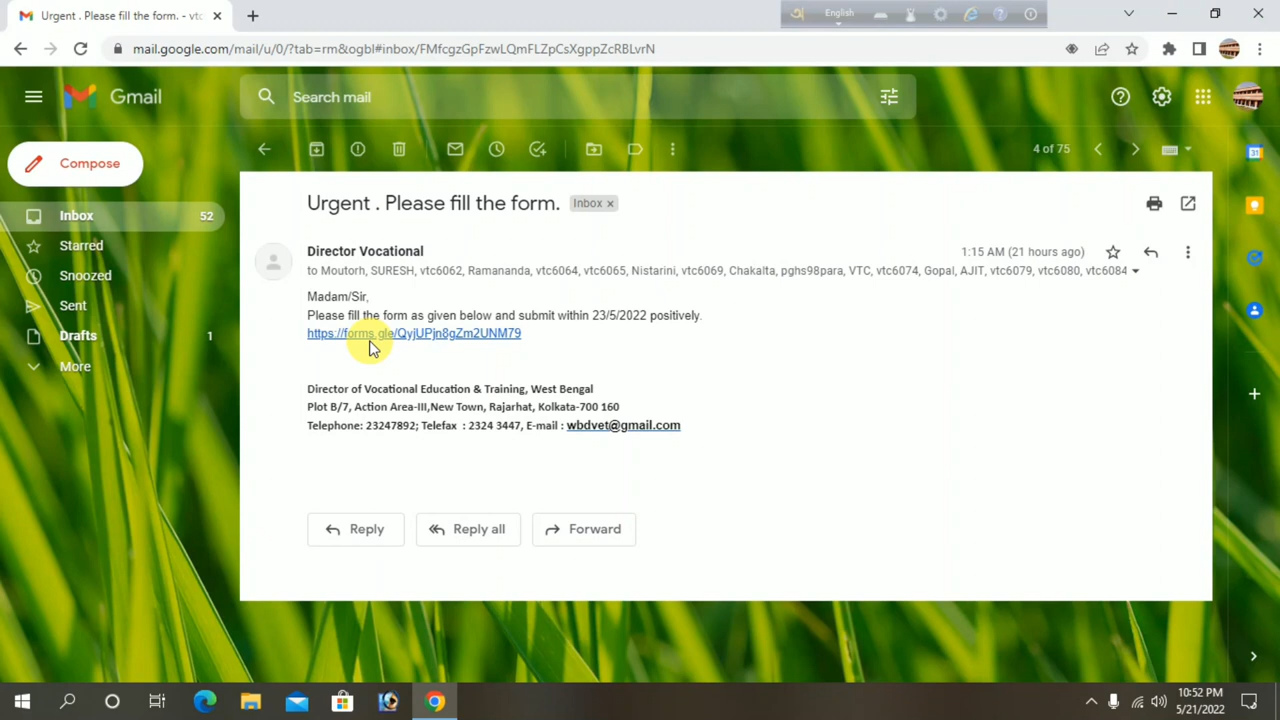 Urgent . Please fill the form. - vtc
English
mail.google.com/mail/u/0/?tab=rm&ogbl#inbox/FMfcgzGpFzwLQmFLZpCsXgppZcRBLvrN
Gmail
Search mail
Compose
4 of 75
Inbox 52
Starred
Snoozed
Sent
Drafts 1
More
Urgent . Please fill the form. Inbox x
Director Vocational 1:15 AM (21 hours ago)
to Moutorh, SURESH, vtc6062, Ramananda, vtc6064, vtc6065, Nistarini, vtc6069, Chakalta, pghs98para, VTC, vtc6074, Gopal, AJIT, vtc6079, vtc6080, vtc6084
Madam/Sir,
Please fill the form as given below and submit within 23/5/2022 positively.
https://forms.gle/QyjUPjn8gZm2UNM79
Director of Vocational Education & Training, West Bengal
Plot B/7, Action Area-III,New Town, Rajarhat, Kolkata-700 160
Telephone: 23247892; Telefax : 2324 3447, E-mail : wbdvet@gmail.com
Reply
Reply all
Forward
10:52 PM
5/21/2022